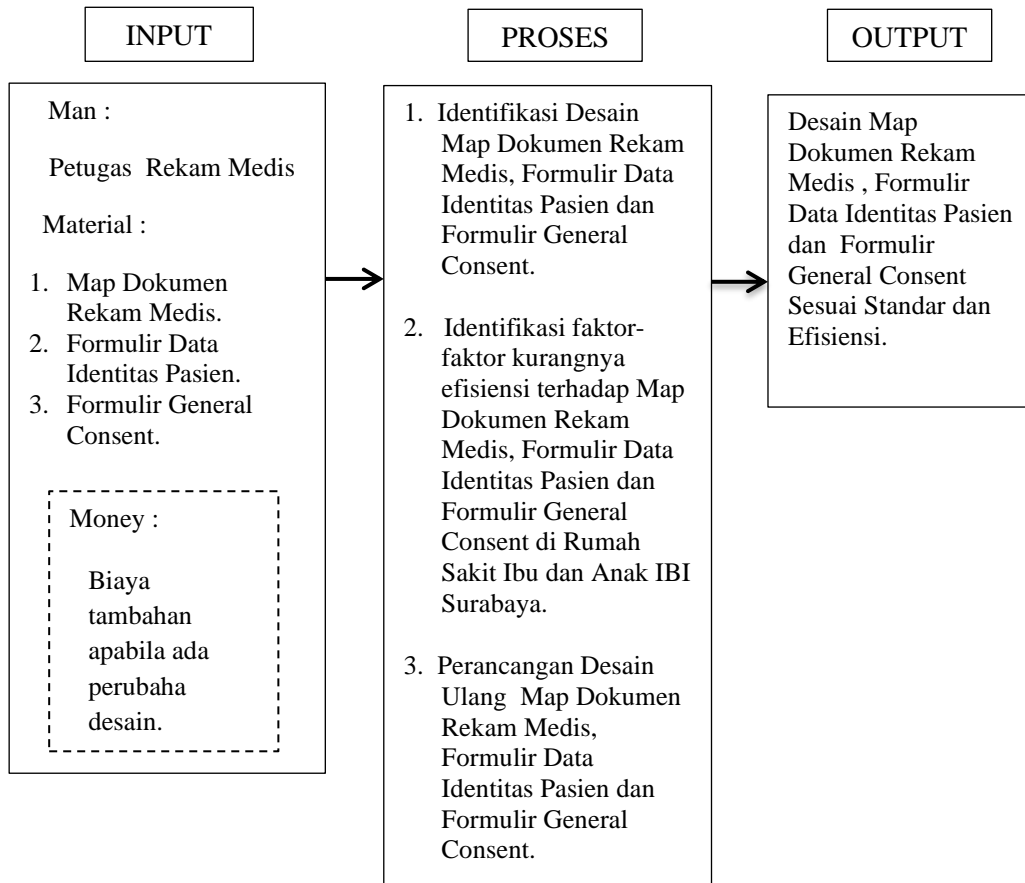 INPUT
Man :
Petugas Rekam Medis
Material :
1. Map Dokumen
Rekam Medis.
2. Formulir Data
Identitas Pasien.
3. Formulir General
Consent.
Money :
Biaya
tambahan
apabila ada
perubaha
desain.
PROSES
1. Identifikasi Desain
Map Dokumen Rekam
Medis, Formulir Data
Identitas Pasien dan
Formulir General
Consent.
2. Identifikasi faktor-
faktor kurangnya
efisiensi terhadap Map
Dokumen Rekam
Medis, Formulir Data
Identitas Pasien dan
Formulir General
Consent di Rumah
Sakit Ibu dan Anak IBI
Surabaya.
3. Perancangan Desain
Ulang Map Dokumen
Rekam Medis,
Formulir Data
Identitas Pasien dan
Formulir General
Consent.
OUTPUT
Desain Map
Dokumen Rekam
Medis , Formulir
Data Identitas Pasien
dan Formulir
General Consent
Sesuai Standar dan
Efisiensi.